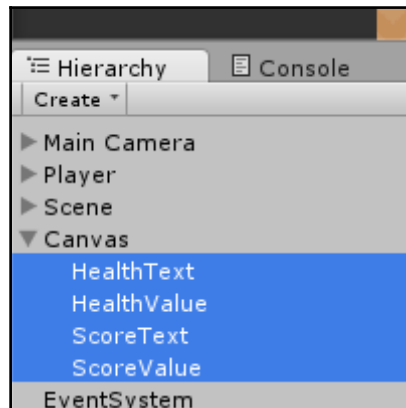 Hierarchy Console
Create
Main Camera
Player
Scene
Canvas
HealthText
HealthValue
ScoreText
ScoreValue
EventSystem